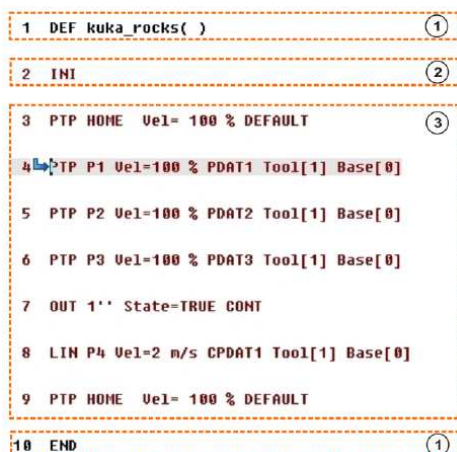 1 DEF kuka_rocks( ) 1
2 INI 2
3 PTP HOME Vel= 100 % DEFAULT 3
4 PTP P1 Vel=100 % PDAT1 Tool[1] Base[0]
5 PTP P2 Vel=100 % PDAT2 Tool[1] Base[0]
6 PTP P3 Vel=100 % PDAT3 Tool[1] Base[0]
7 OUT 1'' State=TRUE CONT
8 LIN P4 Vel=2 m/s CPDAT1 Tool[1] Base[0]
9 PTP HOME Vel= 100 % DEFAULT
10 END 1